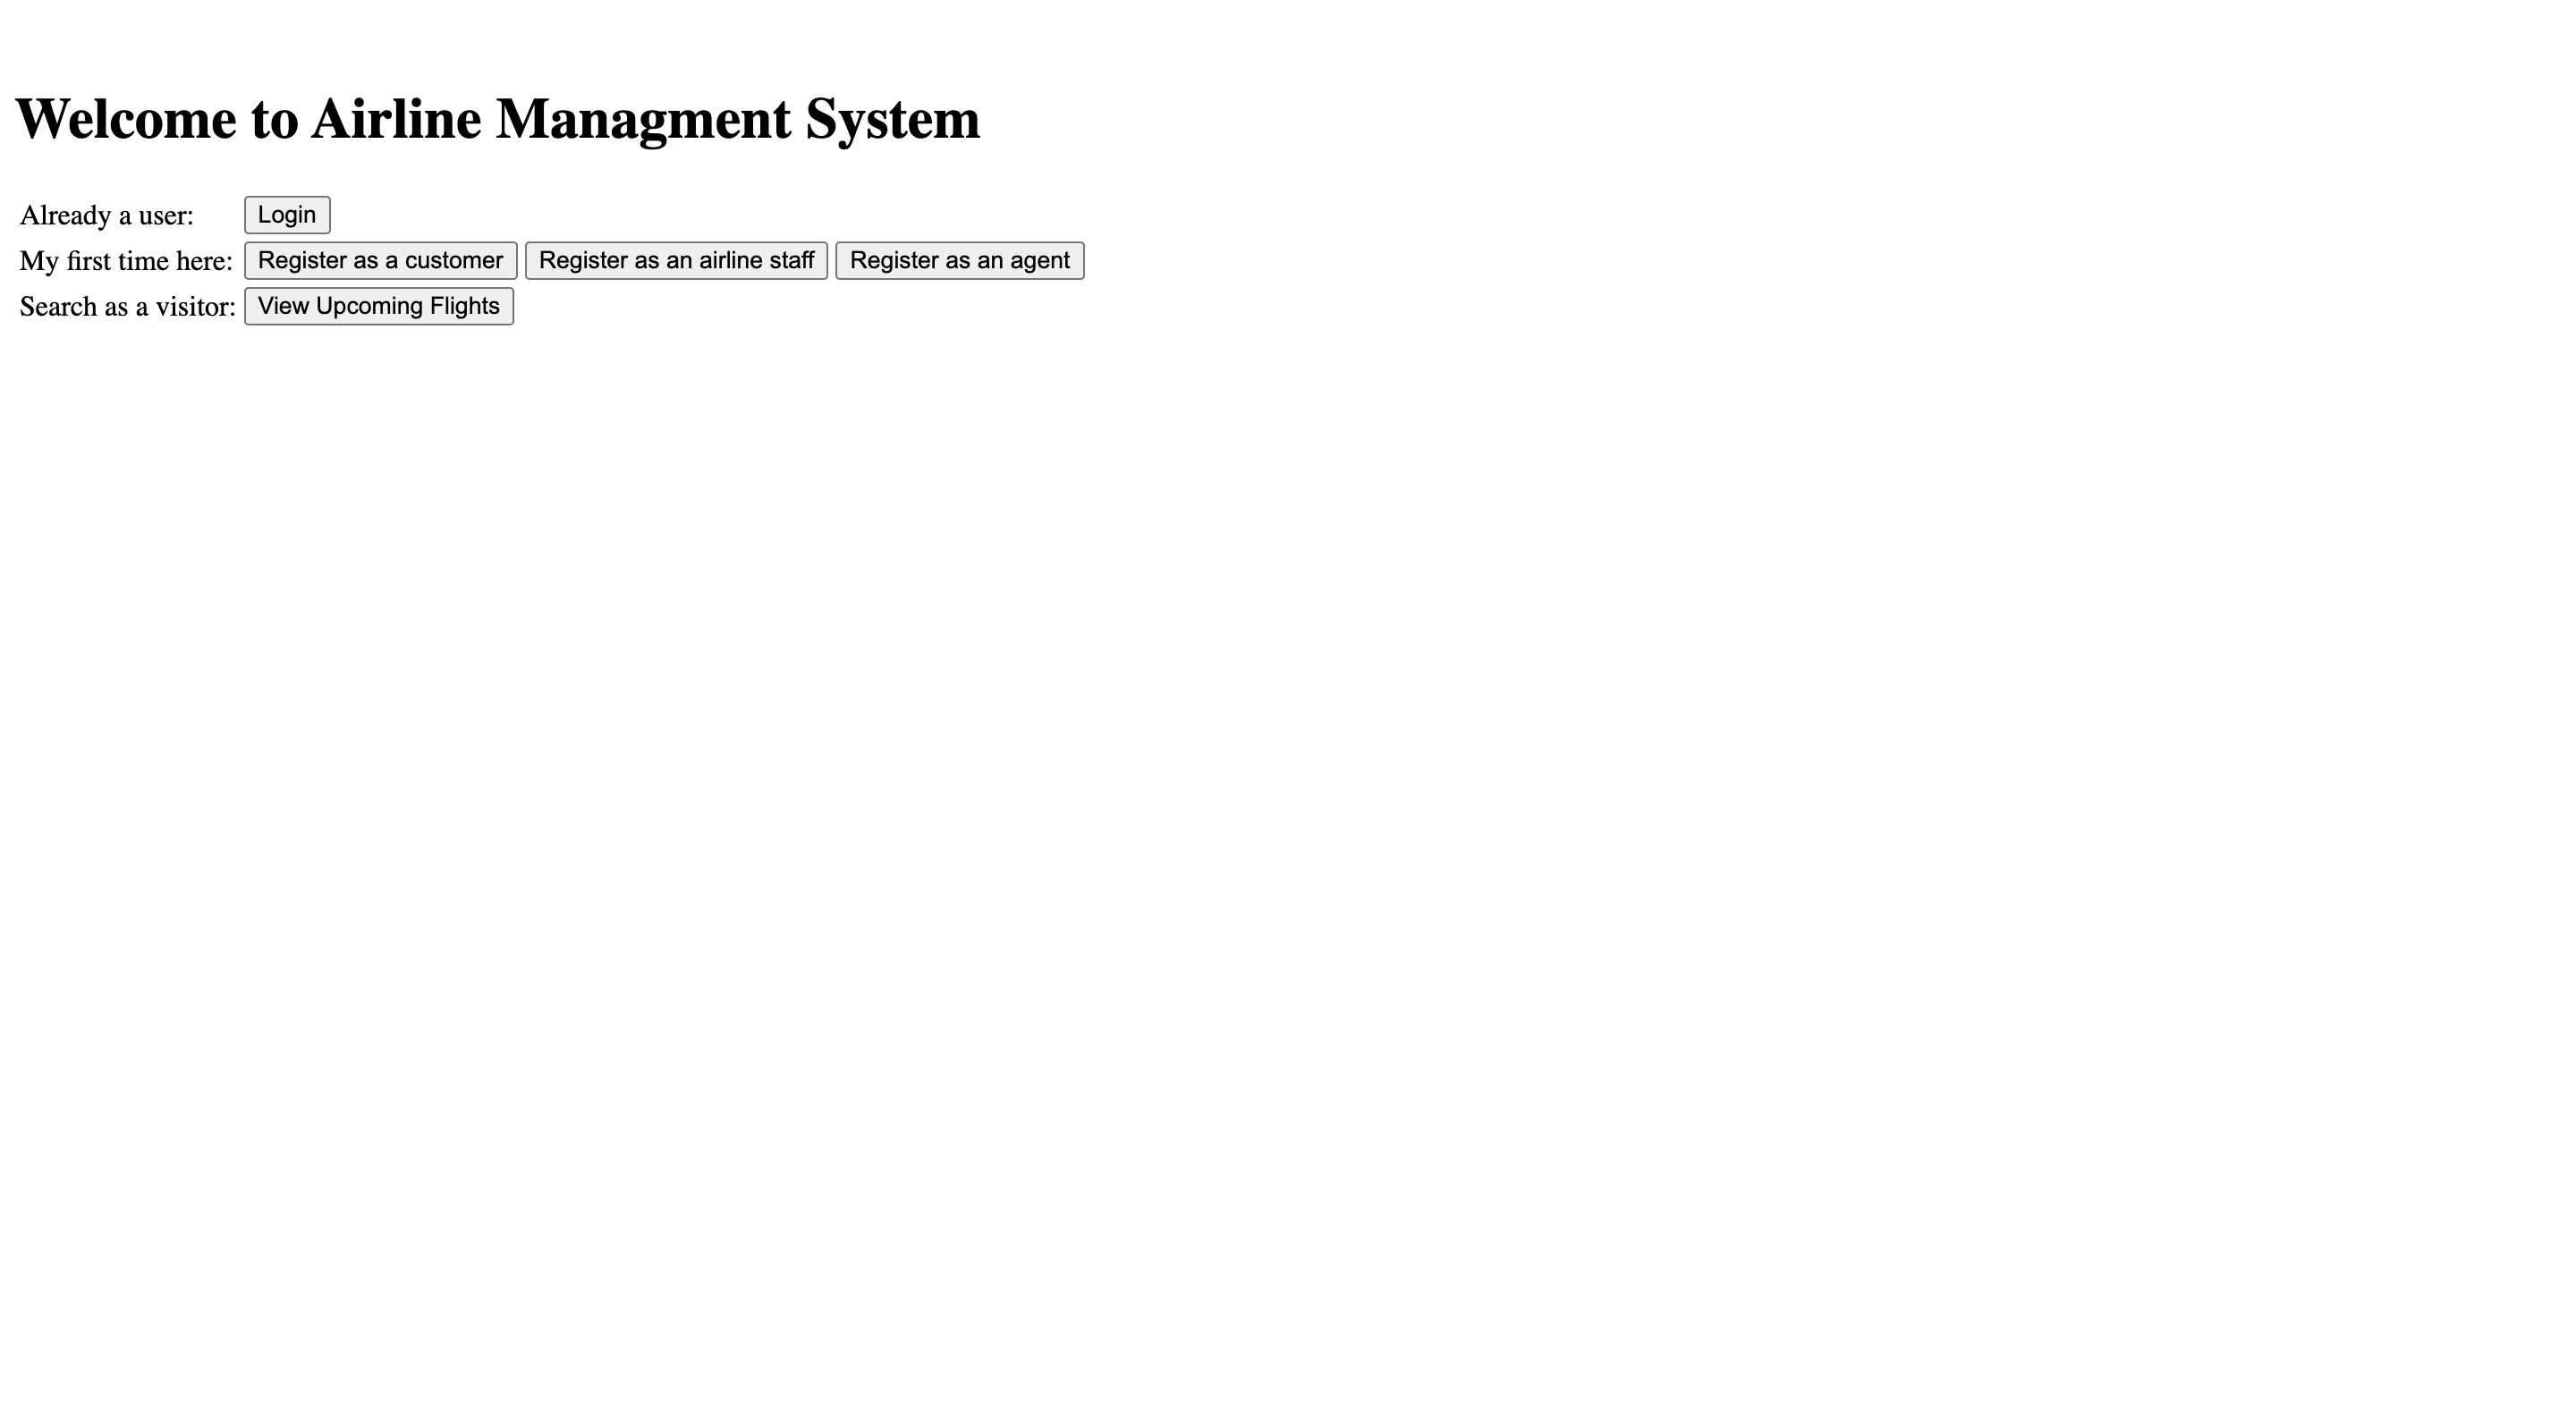 Welcome to Airline Managment System
Already a user: Login
My first time here: Register as a customer Register as an airline staff Register as an agent
Search as a visitor: View Upcoming Flights